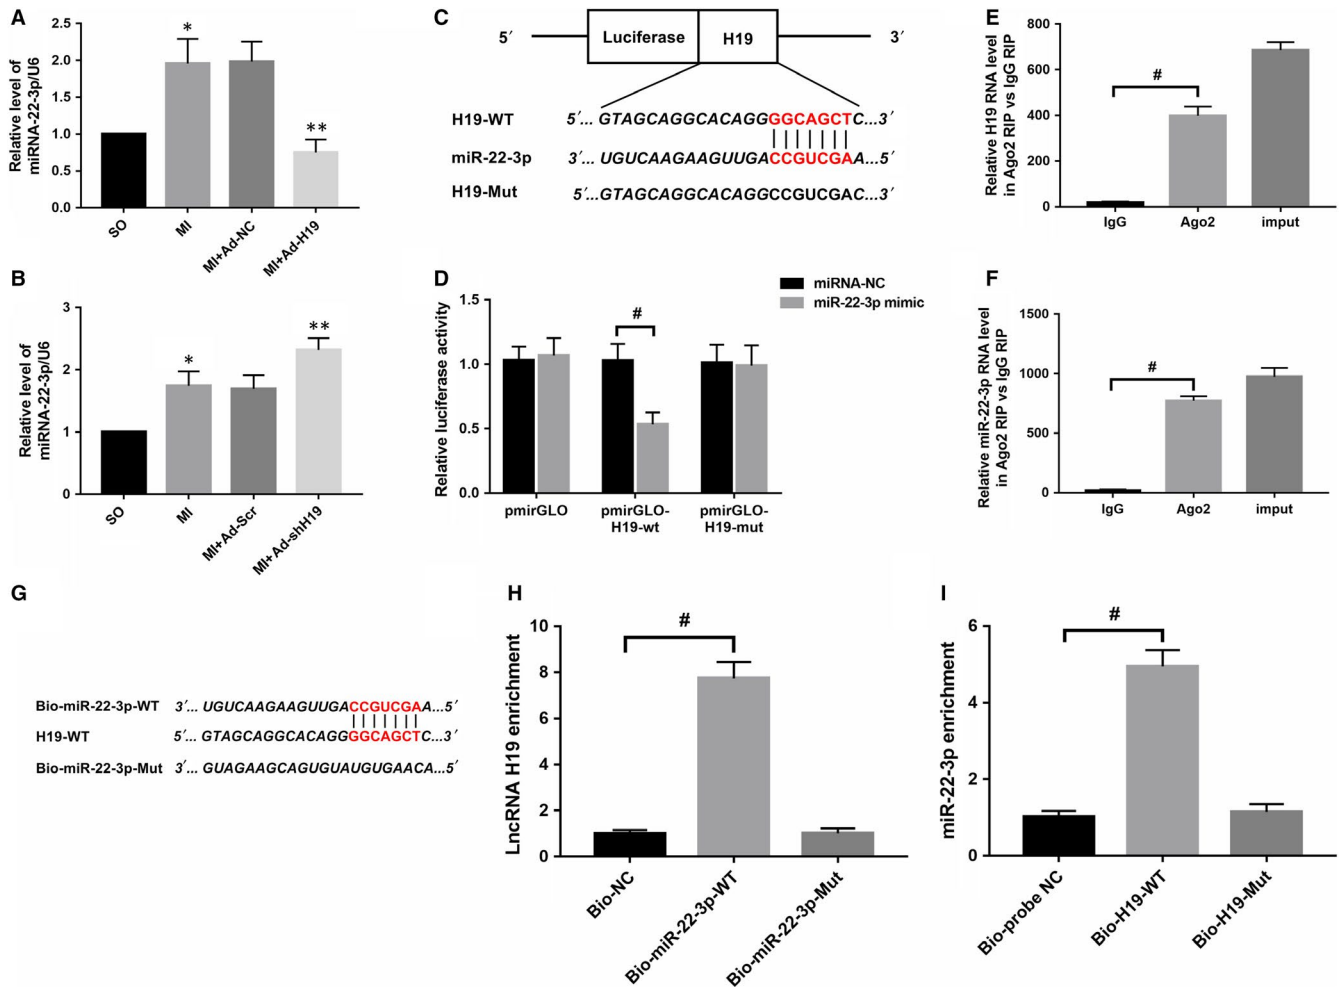 A
Relative level of
miRNA-22-3p/U6
2.5
2.0
1.5
1.0
0.5
0.0
*
**
SO
MI
MI+Ad-NC
MI+Ad-H19
B
Relative level of
miRNA-22-3p/U6
3
2
1
0
*
**
SO
MI
MI+Ad-Scr
MI+Ad-shH19
C
5′ Luciferase H19 3′
H19-WT 5′... GTAGCAGGCACAGGGGCAGCTC...3′
miR-22-3p 3′... UGUCAAGAAGUUGACCGUCGAA...5′
H19-Mut 5′... GTAGCAGGCACAGGCCGUCGAC...3′
D
Relative luciferase activity
1.5
1.0
0.5
0.0
#
miRNA-NC
miR-22-3p mimic
pmirGLO
pmirGLO-
H19-wt
pmirGLO-
H19-mut
E
Relative H19 RNA level
in Ago2 RIP vs IgG RIP
800
600
400
200
0
#
IgG Ago2 imput
F
Relative miR-22-3p RNA level
in Ago2 RIP vs IgG RIP
1500
1000
500
0
#
IgG Ago2 imput
G
Bio-miR-22-3p-WT 3′... UGUCAAGAAGUUGACCGUCGAA...5′
H19-WT 5′... GTAGCAGGCACAGGGGCAGCTC...3′
Bio-miR-22-3p-Mut 3′... GUAGAAGCAGUGUAUGUGAACA...5′
H
LncRNA H19 enrichment
10
8
6
4
2
0
#
Bio-NC
Bio-miR-22-3p-WT
Bio-miR-22-3p-Mut
I
miR-22-3p enrichment
6
4
2
0
#
Bio-probe NC
Bio-H19-WT
Bio-H19-Mut